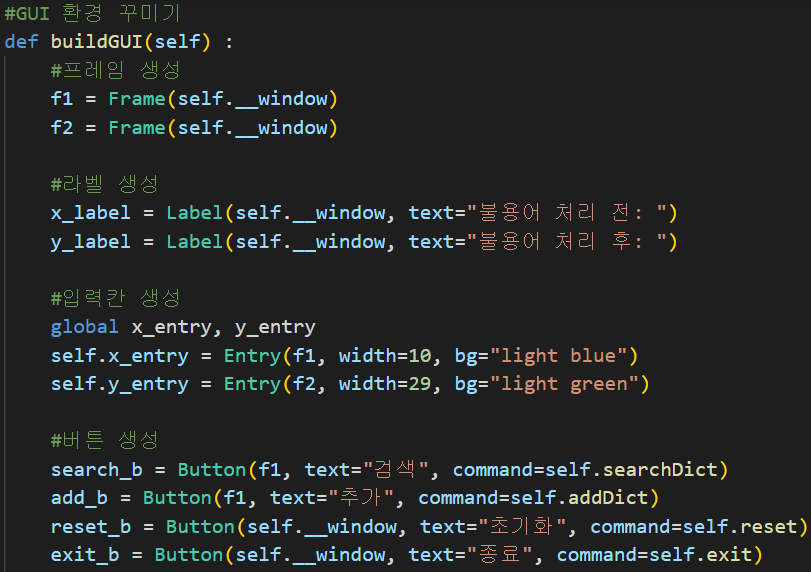 #GUI 환경 꾸미기
def buildGUI(self) :
#프레임 생성
f1 = Frame(self.__window)
f2 = Frame(self.__window)
#라벨 생성
x_label = Label(self.__window, text="불용어 처리 전: ")
y_label = Label(self.__window, text="불용어 처리 후: ")
#입력칸 생성
global x_entry, y_entry
self.x_entry = Entry(f1, width=10, bg="light blue")
self.y_entry = Entry(f2, width=29, bg="light green")
#버튼 생성
search_b = Button(f1, text="검색", command=self.searchDict)
add_b = Button(f1, text="추가", command=self.addDict)
reset_b = Button(self.__window, text="초기화", command=self.reset)
exit_b = Button(self.__window, text="종료", command=self.exit)